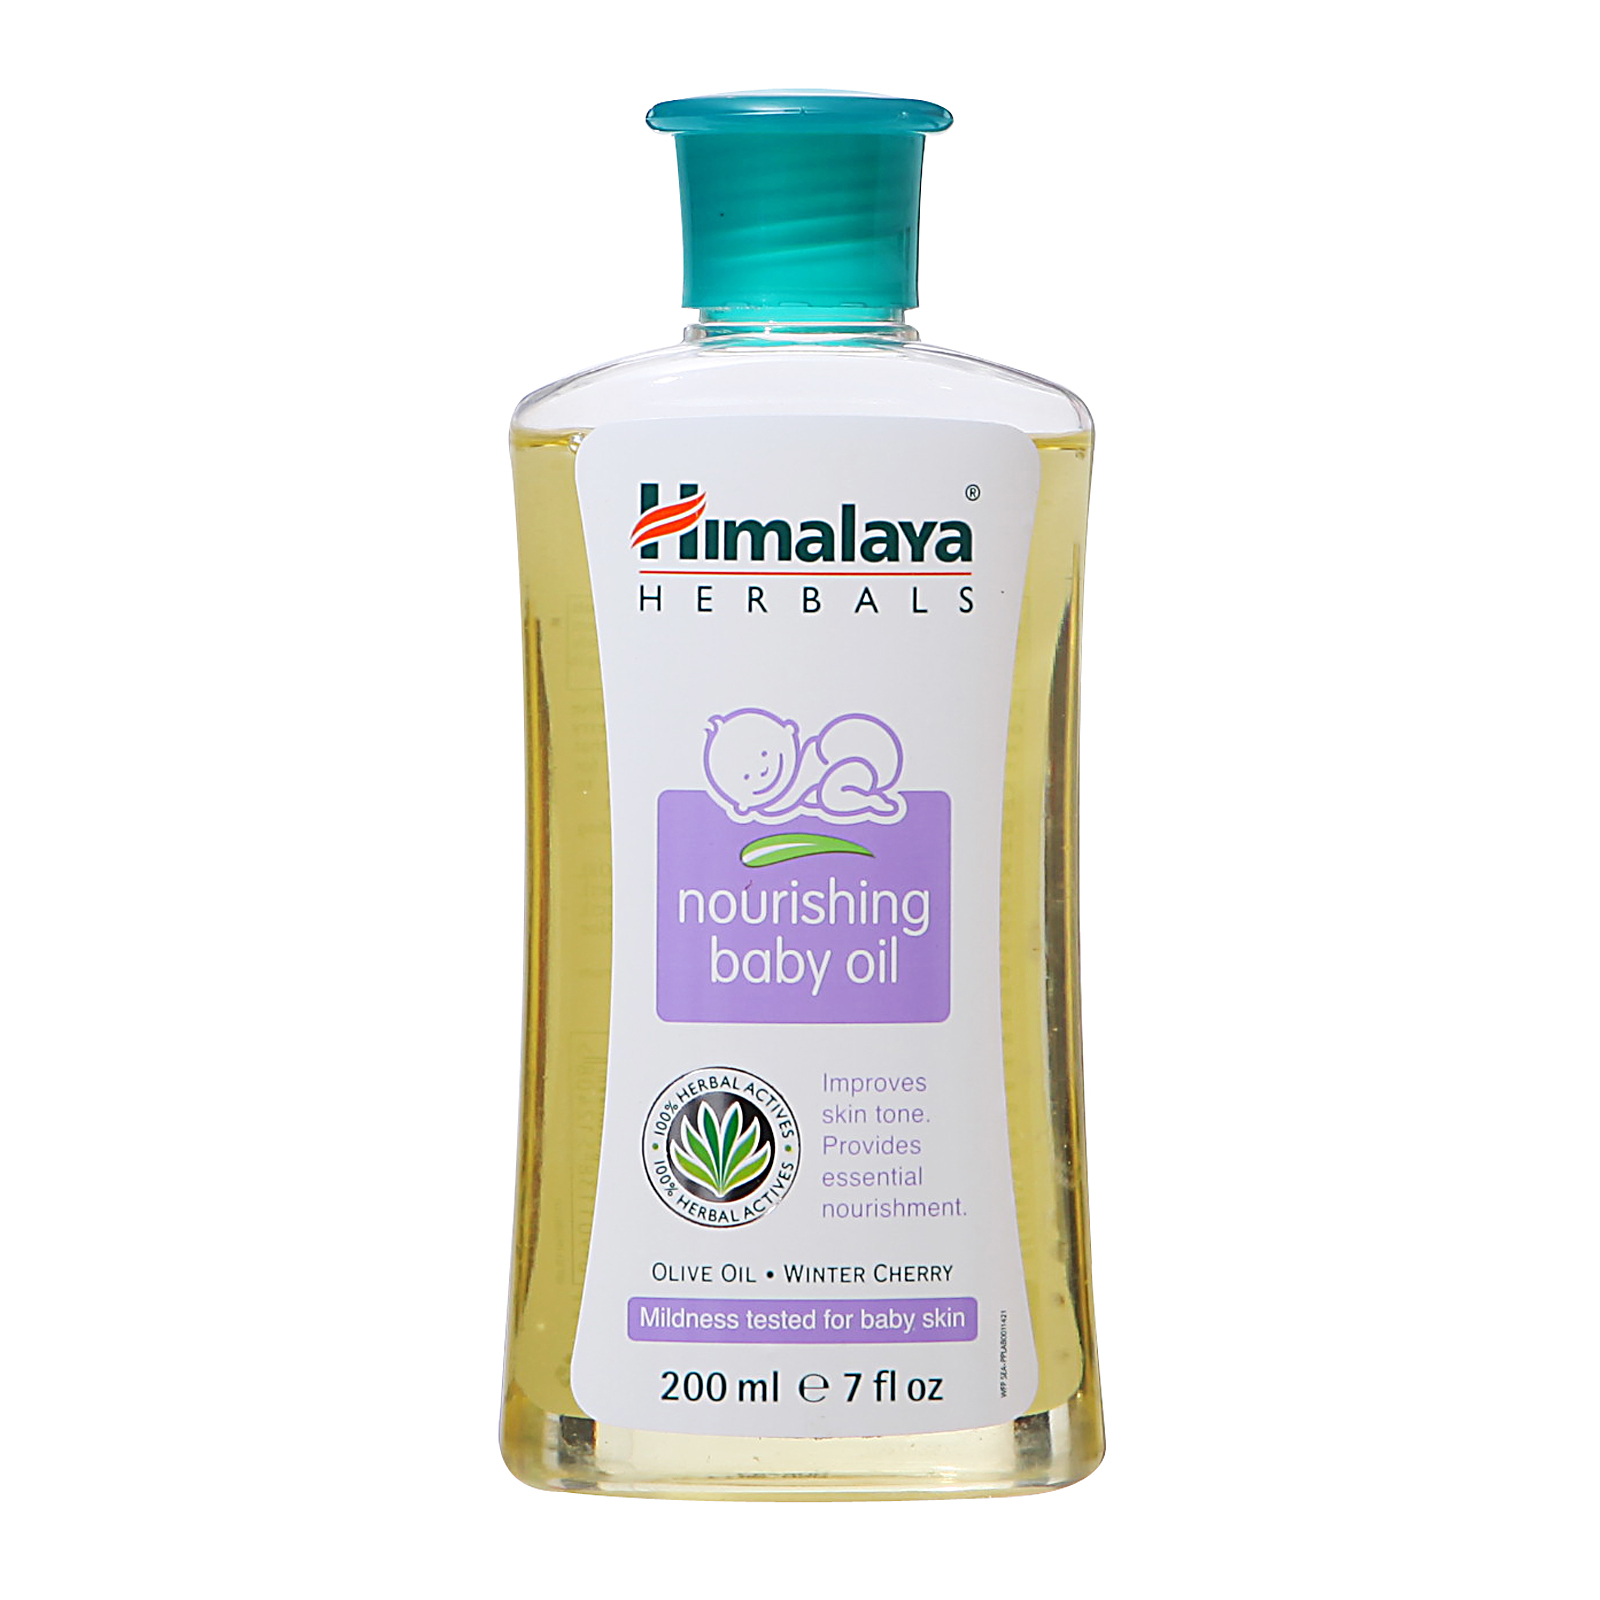 Himalaya®
HERBALS
nourishing
baby oil
100% HERBAL ACTIVES
100% HERBAL ACTIVES
Improves
skin tone.
Provides
essential
nourishment.
OLIVE OIL • WINTER CHERRY
Mildness tested for baby skin
200 ml ℮ 7 fl oz